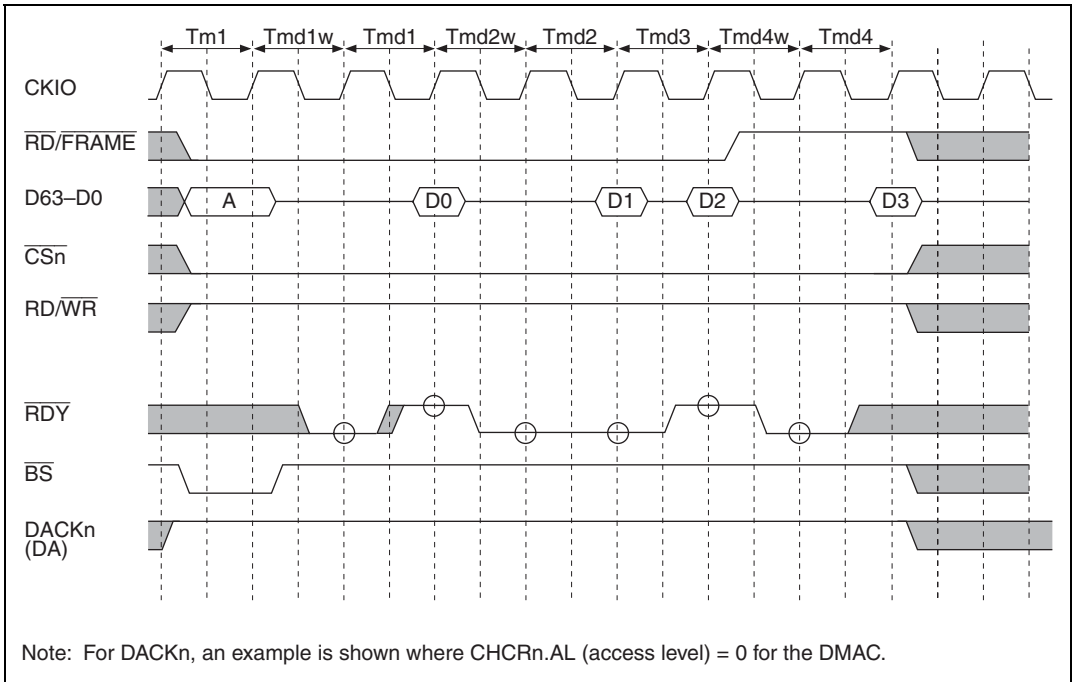 Tm1 Tmd1w Tmd1 Tmd2w Tmd2 Tmd3 Tmd4w Tmd4
CKIO
RD/FRAME
D63–D0 A D0 D1 D2 D3
CSn
RD/WR
RDY
BS
DACKn
(DA)
Note: For DACKn, an example is shown where CHCRn.AL (access level) = 0 for the DMAC.